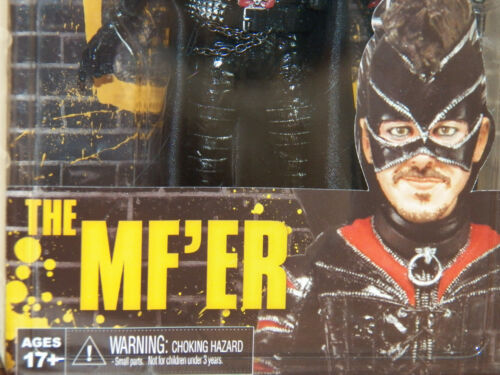 THE
MF'ER
AGES
17+
WARNING: CHOKING HAZARD
- Small parts. Not for children under 3 years.